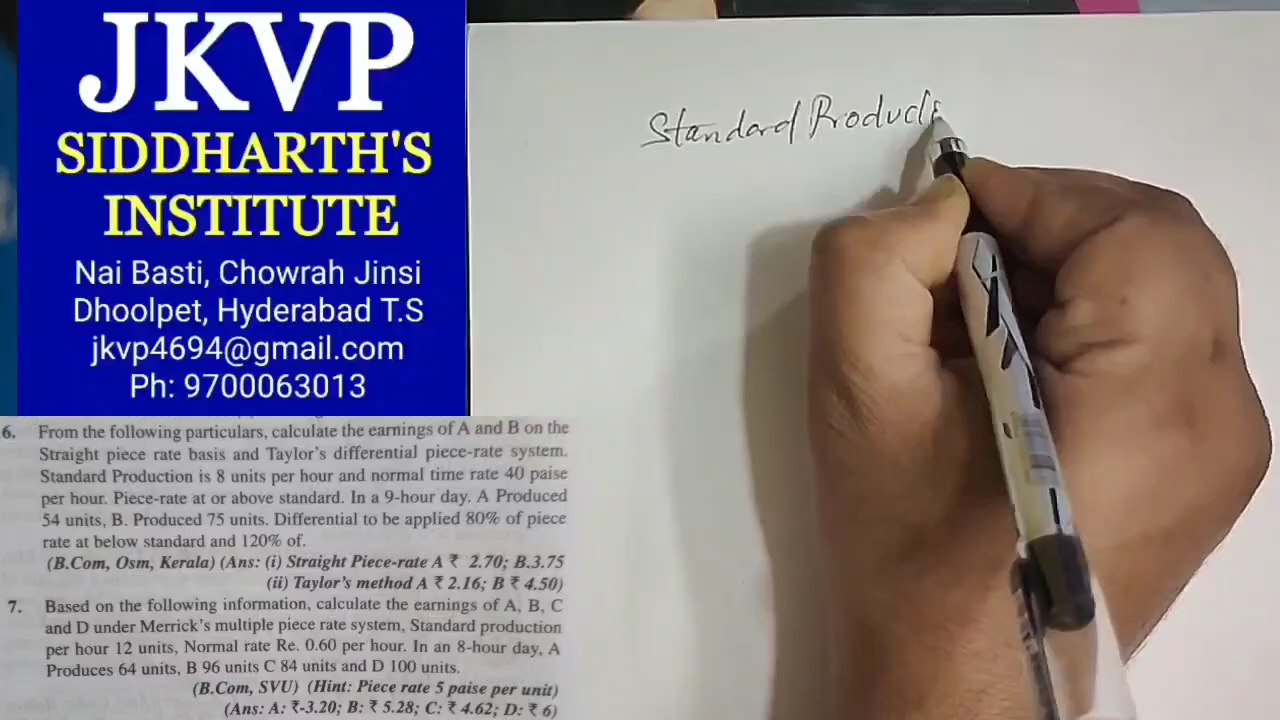 JKVP
SIDDHARTH'S
INSTITUTE
Nai Basti, Chowrah Jinsi
Dhoolpet, Hyderabad T.S
jkvp4694@gmail.com
Ph: 9700063013
6. From the following particulars, calculate the earnings of A and B on the
Straight piece rate basis and Taylor's differential piece-rate system.
Standard Production is 8 units per hour and normal time rate 40 paise
per hour. Piece-rate at or above standard. In a 9-hour day. A Produced
54 units, B. Produced 75 units. Differential to be applied 80% of piece
rate at below standard and 120% of.
(B.Com, Osm, Kerala) (Ans: (i) Straight Piece-rate A ₹ 2.70; B.3.75
(ii) Taylor's method A ₹ 2.16; B ₹ 4.50)
7. Based on the following information, calculate the earnings of A, B, C
and D under Merrick's multiple piece rate system, Standard production
per hour 12 units, Normal rate Re. 0.60 per hour. In an 8-hour day, A
Produces 64 units, B 96 units C 84 units and D 100 units.
(B.Com, SVU) (Hint: Piece rate 5 paise per unit)
(Ans: A: ₹-3.20; B: ₹ 5.28; C: ₹ 4.62; D: ₹ 6)
Standard